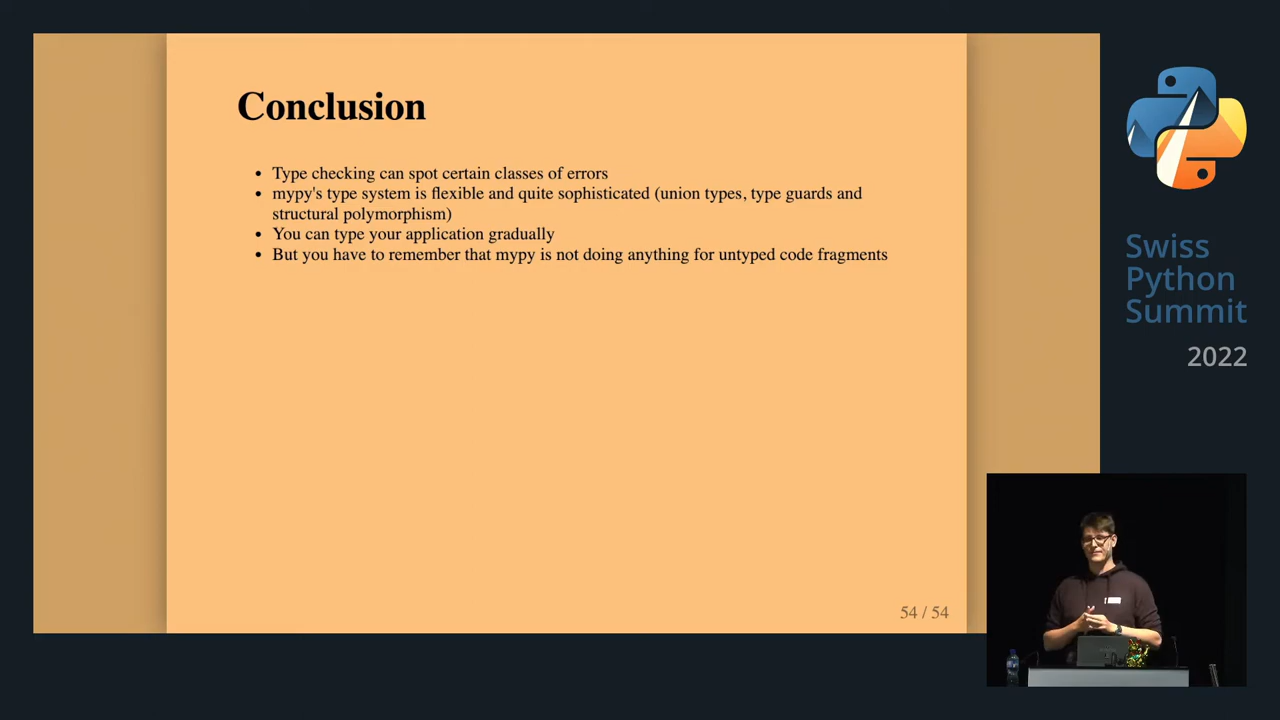 Conclusion
• Type checking can spot certain classes of errors
• mypy's type system is flexible and quite sophisticated (union types, type guards and
structural polymorphism)
• You can type your application gradually
• But you have to remember that mypy is not doing anything for untyped code fragments
54 / 54
Swiss
Python
Summit
2022